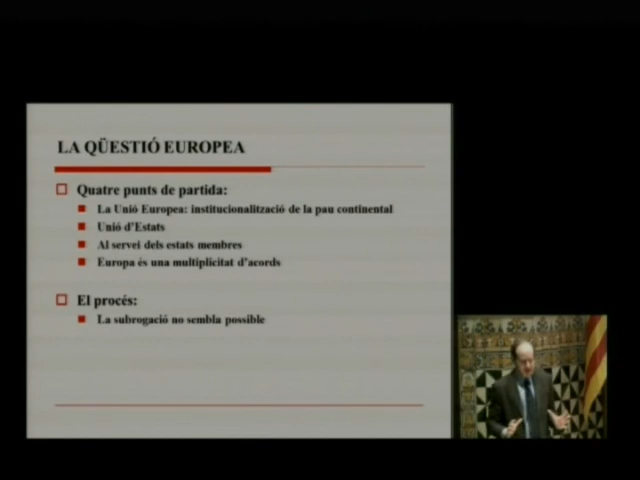 LA QÜESTIÓ EUROPEA
Quatre punts de partida:
La Unió Europea: institucionalització de la pau continental
Unió d'Estats
Al servei dels estats membres
Europa és una multiplicitat d'acords
El procés:
La subrogació no sembla possible